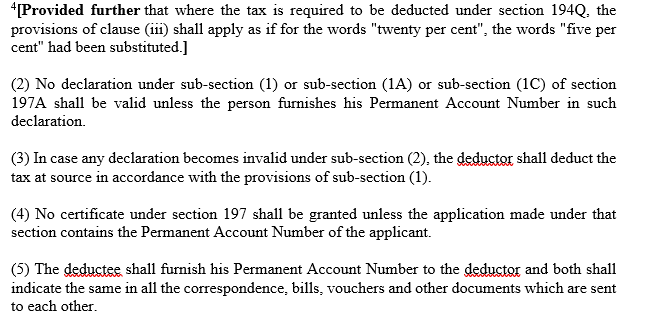 4[Provided further that where the tax is required to be deducted under section 194Q, the
provisions of clause (iii) shall apply as if for the words "twenty per cent", the words "five per
cent" had been substituted.]
(2) No declaration under sub-section (1) or sub-section (1A) or sub-section (1C) of section
197A shall be valid unless the person furnishes his Permanent Account Number in such
declaration.
(3) In case any declaration becomes invalid under sub-section (2), the deductor shall deduct the
tax at source in accordance with the provisions of sub-section (1).
(4) No certificate under section 197 shall be granted unless the application made under that
section contains the Permanent Account Number of the applicant.
(5) The deductee shall furnish his Permanent Account Number to the deductor and both shall
indicate the same in all the correspondence, bills, vouchers and other documents which are sent
to each other.